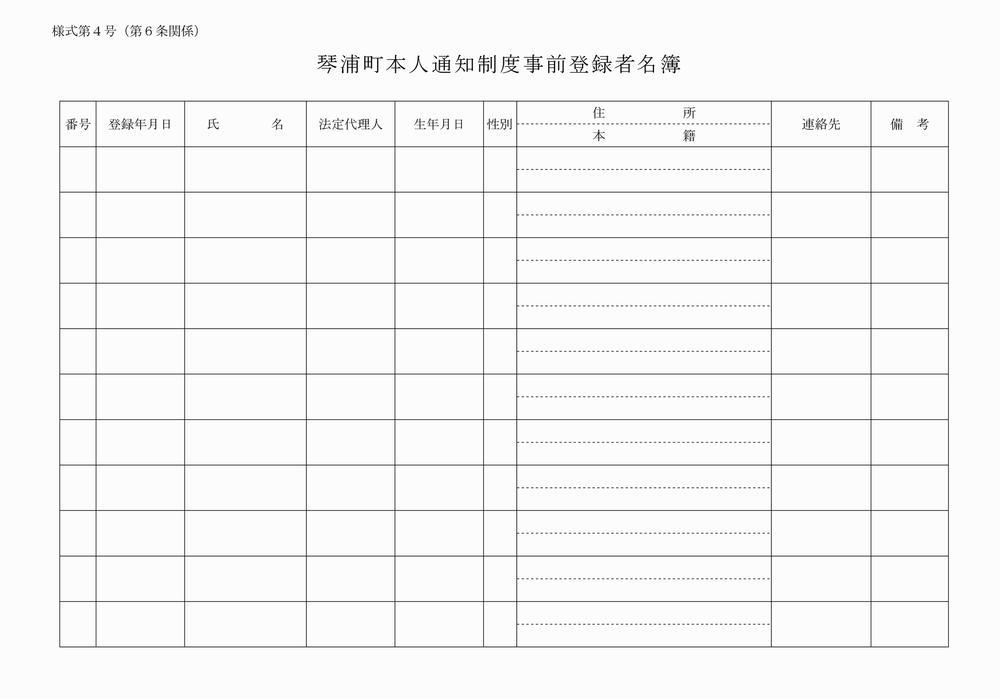 様式第４号（第６条関係）
琴浦町本人通知制度事前登録者名簿
番号 登録年月日 氏　　　　名 法定代理人 生年月日 性別 住　　　　　　所 連絡先 備　考
本　　　　　　籍